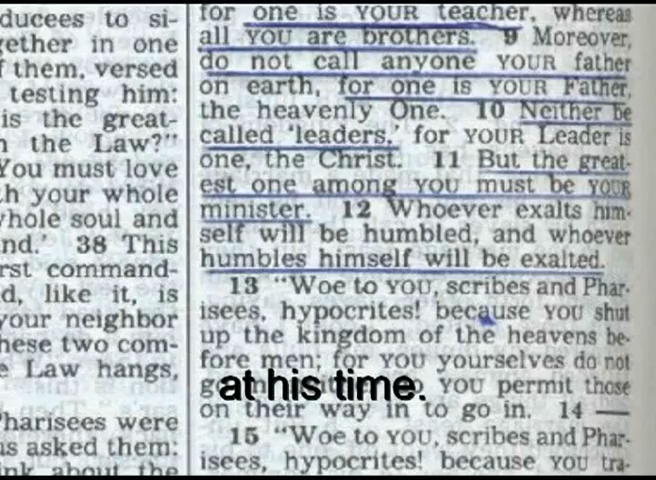 ducees to si-
gether in one
f them, versed
testing him:
is the great-
n the Law?"
You must love
th your whole
whole soul and
nd.' 38 This
rst command-
d, like it, is
your neighbor
hese two com-
e Law hangs,
harisees were
us asked them:
ink about the
for one is YOUR teacher, whereas
all YOU are brothers. 9 Moreover,
do not call anyone YOUR father
on earth, for one is YOUR Father,
the heavenly One. 10 Neither be
called 'leaders,' for YOUR Leader is
one, the Christ. 11 But the great-
est one among YOU must be YOUR
minister. 12 Whoever exalts him-
self will be humbled, and whoever
humbles himself will be exalted.
13 "Woe to YOU, scribes and Phar-
isees, hypocrites! because YOU shut
up the kingdom of the heavens be-
fore men; for YOU yourselves do not
YOU permit those
at his time.
on their way in to go in. 14 —
15 "Woe to YOU, scribes and Phar-
isees, hypocrites! because YOU tra-